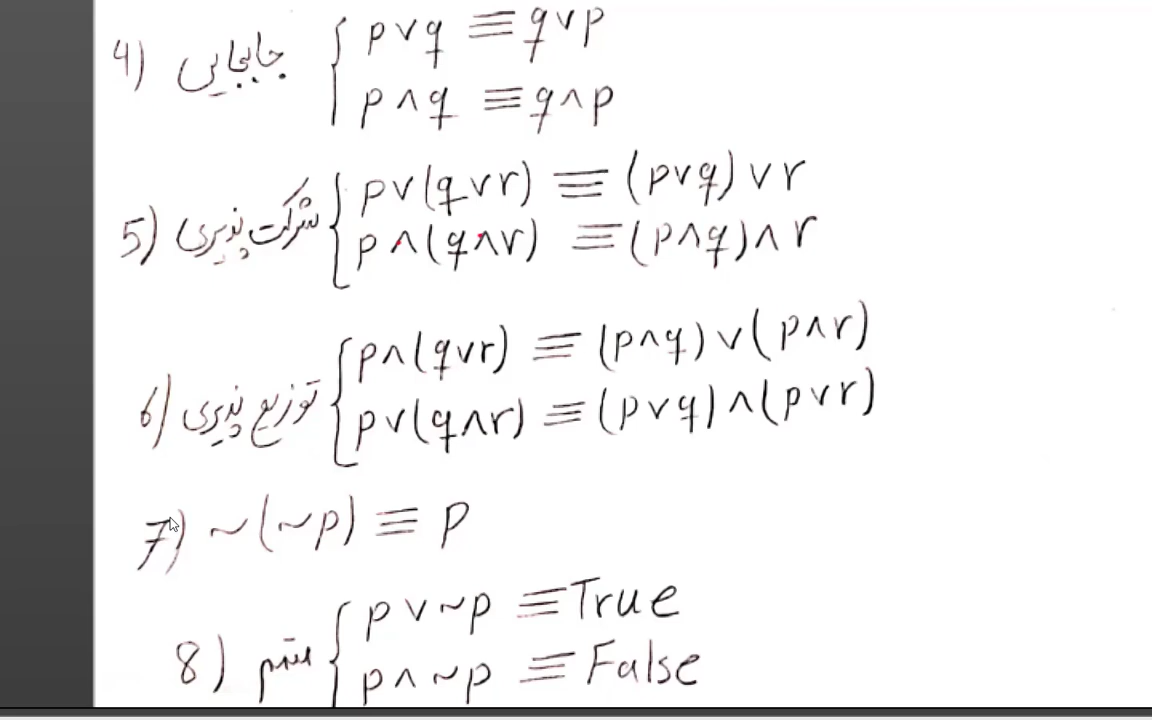 4) جابجایی { p∨q ≡ q∨p
p∧q ≡ q∧p
5) شرکت پذیری { p∨(q∨r) ≡ (p∨q)∨r
p∧(q∧r) ≡ (p∧q)∧r
6) توزیع پذیری { p∧(q∨r) ≡ (p∧q)∨(p∧r)
p∨(q∧r) ≡ (p∨q)∧(p∨r)
7) ~(~p) ≡ p
8) متمم { p∨~p ≡ True
p∧~p ≡ False